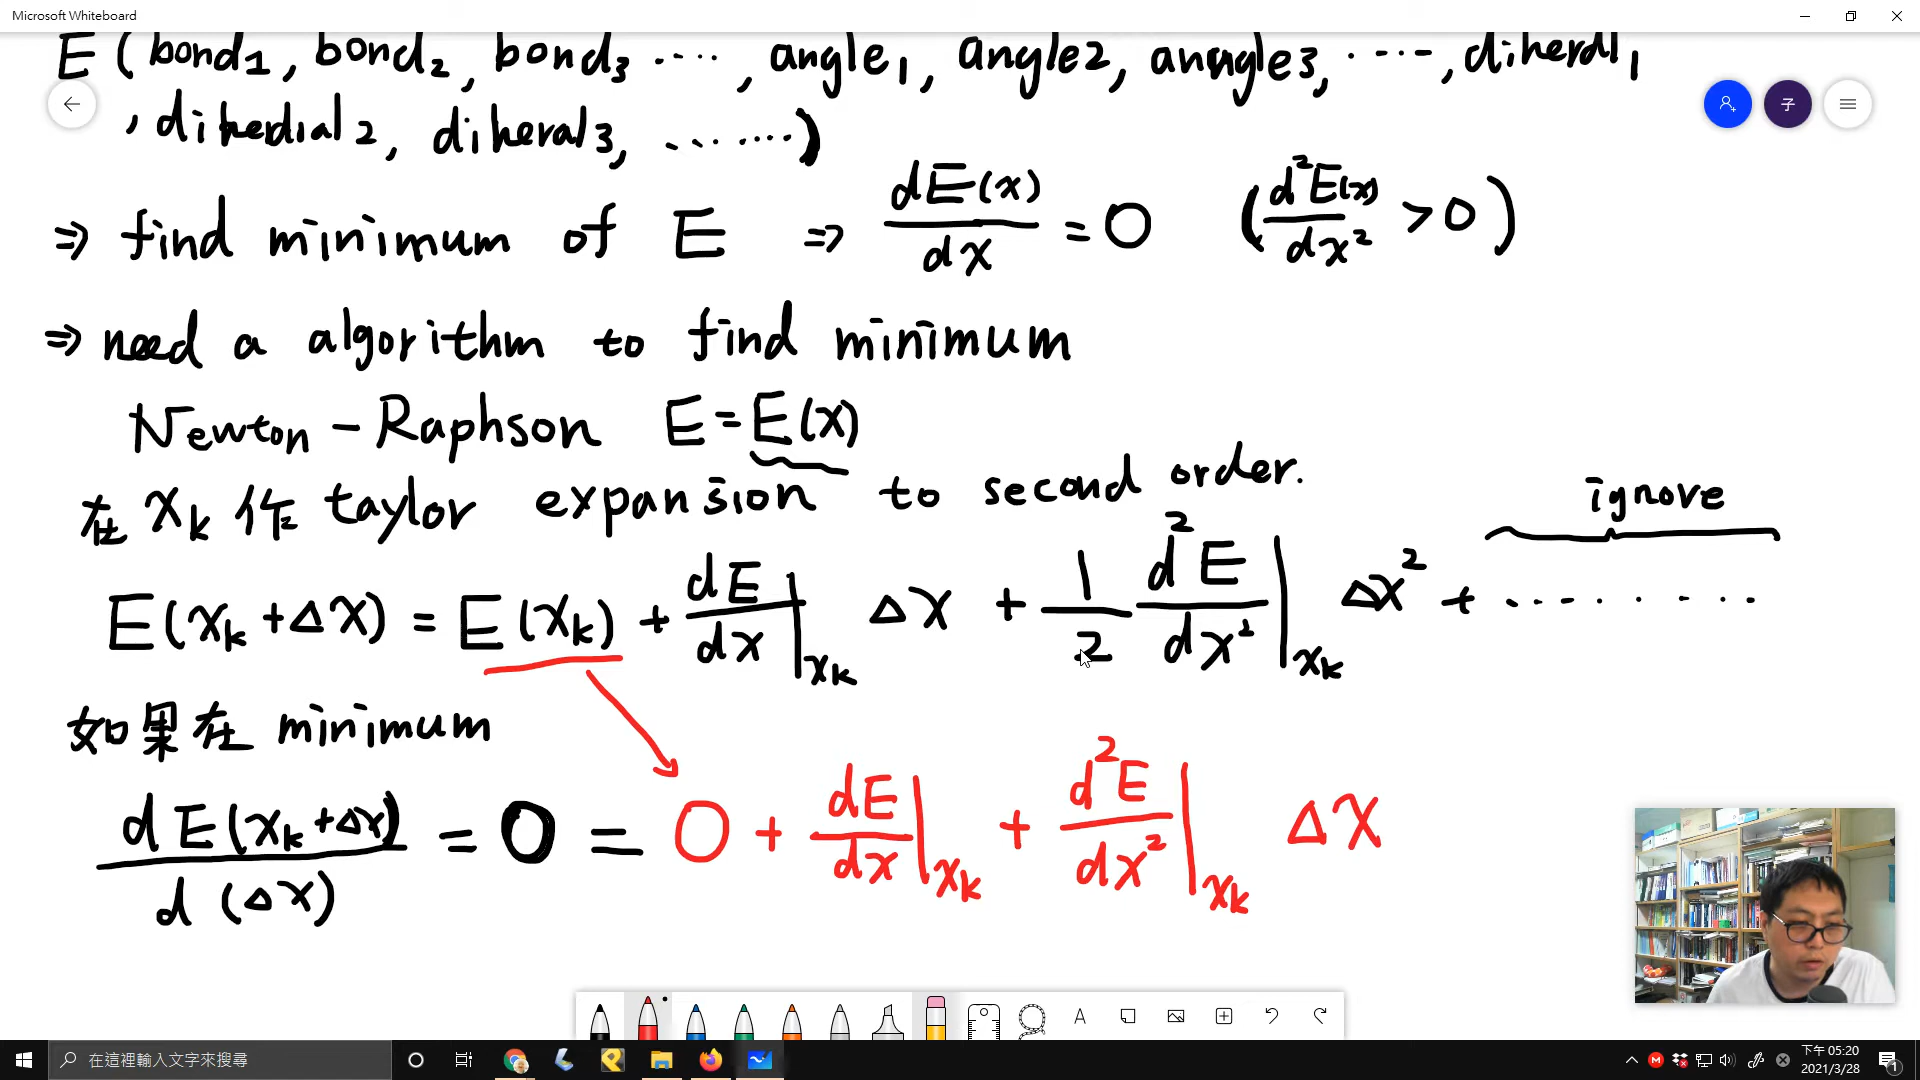 Microsoft Whiteboard
E (bond1, bond2, bond3 ....., angle1, angle2, anangle3, ....., diherdl1
, dihedial2, diheral3, .......)
⇒ find minimum of E ⇒ dE(x)/dx = 0 (d²E(x)/dx² > 0)
⇒ need a algorithm to find minimum
Newton-Raphson E=E(x)
在 xk 作 taylor expansion to second order.
ignore
E(xk+Δx) = E(xk) + dE/dx|xk Δx + 1/2 d²E/dx²|xk Δx² + ........
如果在 minimum
dE(xk+Δx)/d(Δx) = 0 = 0 + dE/dx|xk + d²E/dx²|xk Δx
子
在這裡輸入文字來搜尋
下午 05:20
2021/3/28